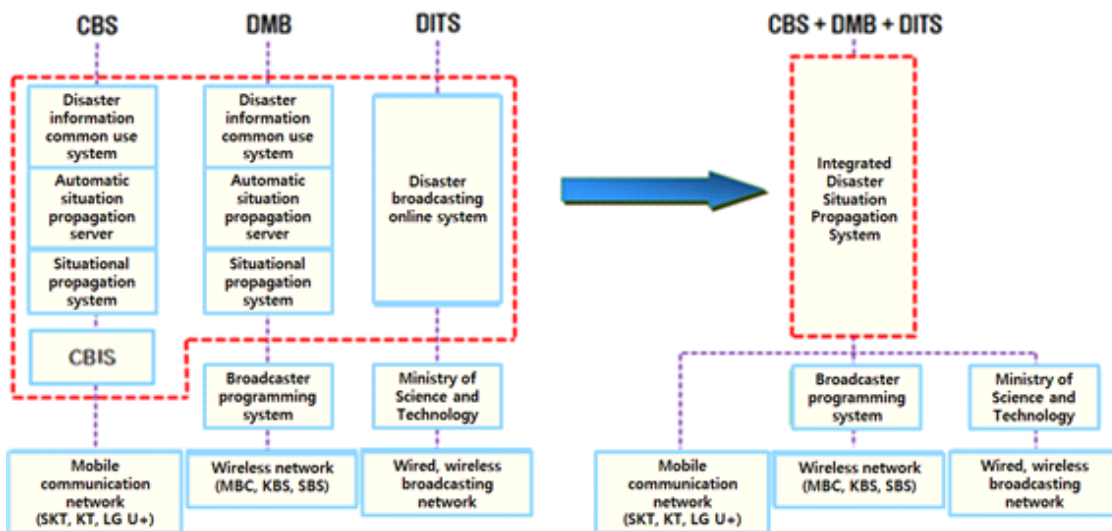 CBS
DMB
DITS
Disaster
information
common use
system
Automatic
situation
propagation
server
Situational
propagation
system
CBIS
Mobile
communication
network
(SKT, KT, LG U+)
Disaster
information
common use
system
Automatic
situation
propagation
server
Situational
propagation
system
Broadcaster
programming
system
Wireless network
(MBC, KBS, SBS)
Disaster
broadcasting
online system
Ministry of
Science and
Technology
Wired, wireless
broadcasting
network
CBS + DMB + DITS
Integrated
Disaster
Situation
Propagation
System
Mobile
communication
network
(SKT, KT, LG U+)
Broadcaster
programming
system
Wireless network
(MBC, KBS, SBS)
Ministry of
Science and
Technology
Wired, wireless
broadcasting
network